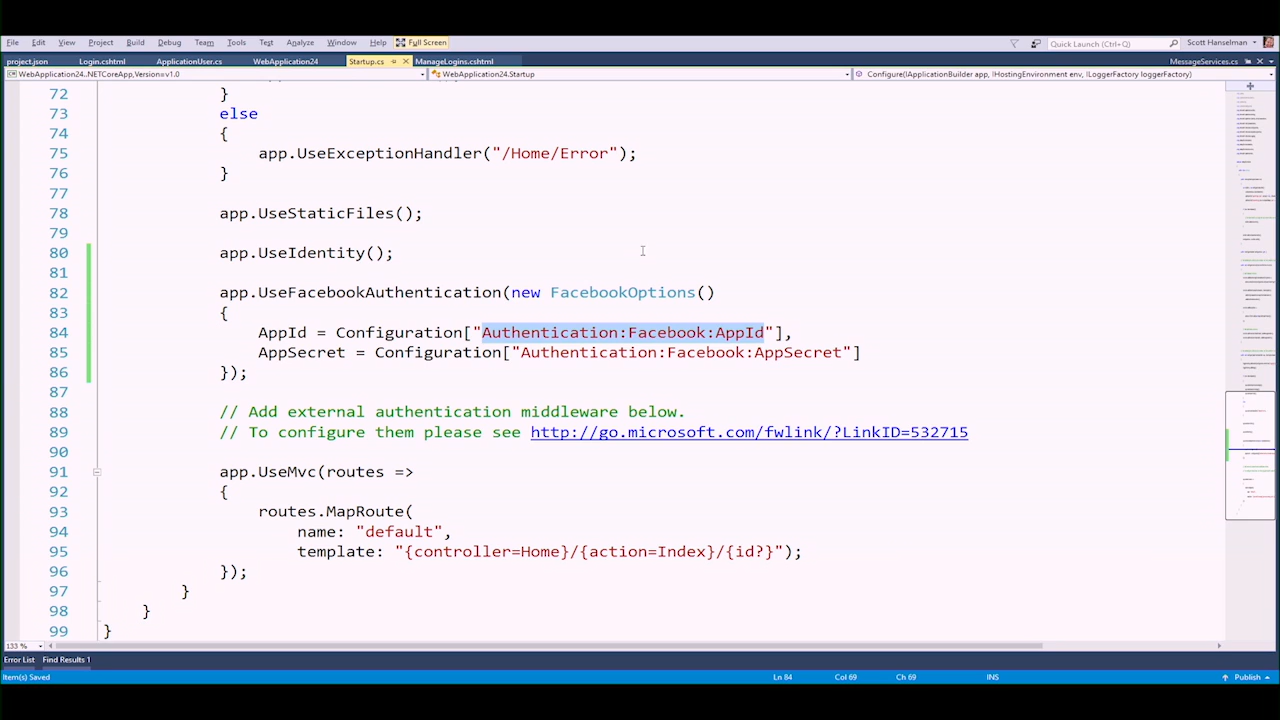 File Edit View Project Build Debug Team Tools Test Analyze Window Help Full Screen Quick Launch (Ctrl+Q) Scott Hanselman
project.json Login.cshtml ApplicationUser.cs WebApplication24 Startup.cs ManageLogins.cshtml MessageServices.cs
WebApplication24..NETCoreApp,Version=v1.0 WebApplication24.Startup Configure(IApplicationBuilder app, IHostingEnvironment env, ILoggerFactory loggerFactory)
72 }
73 else
74 {
75 app.UseExceptionHandler("/Home/Error");
76 }
77
78 app.UseStaticFiles();
79
80 app.UseIdentity();
81
82 app.UseFacebookAuthentication(new FacebookOptions()
83 {
84 AppId = Configuration["Authentication:Facebook:AppId"],
85 AppSecret = Configuration["Authentication:Facebook:AppSecret"]
86 });
87
88 // Add external authentication middleware below.
89 // To configure them please see http://go.microsoft.com/fwlink/?LinkID=532715
90
91 app.UseMvc(routes =>
92 {
93 routes.MapRoute(
94 name: "default",
95 template: "{controller=Home}/{action=Index}/{id?}");
96 });
97 }
98 }
99 }
133 %
Error List Find Results 1
Item(s) Saved Ln 84 Col 69 Ch 69 INS Publish